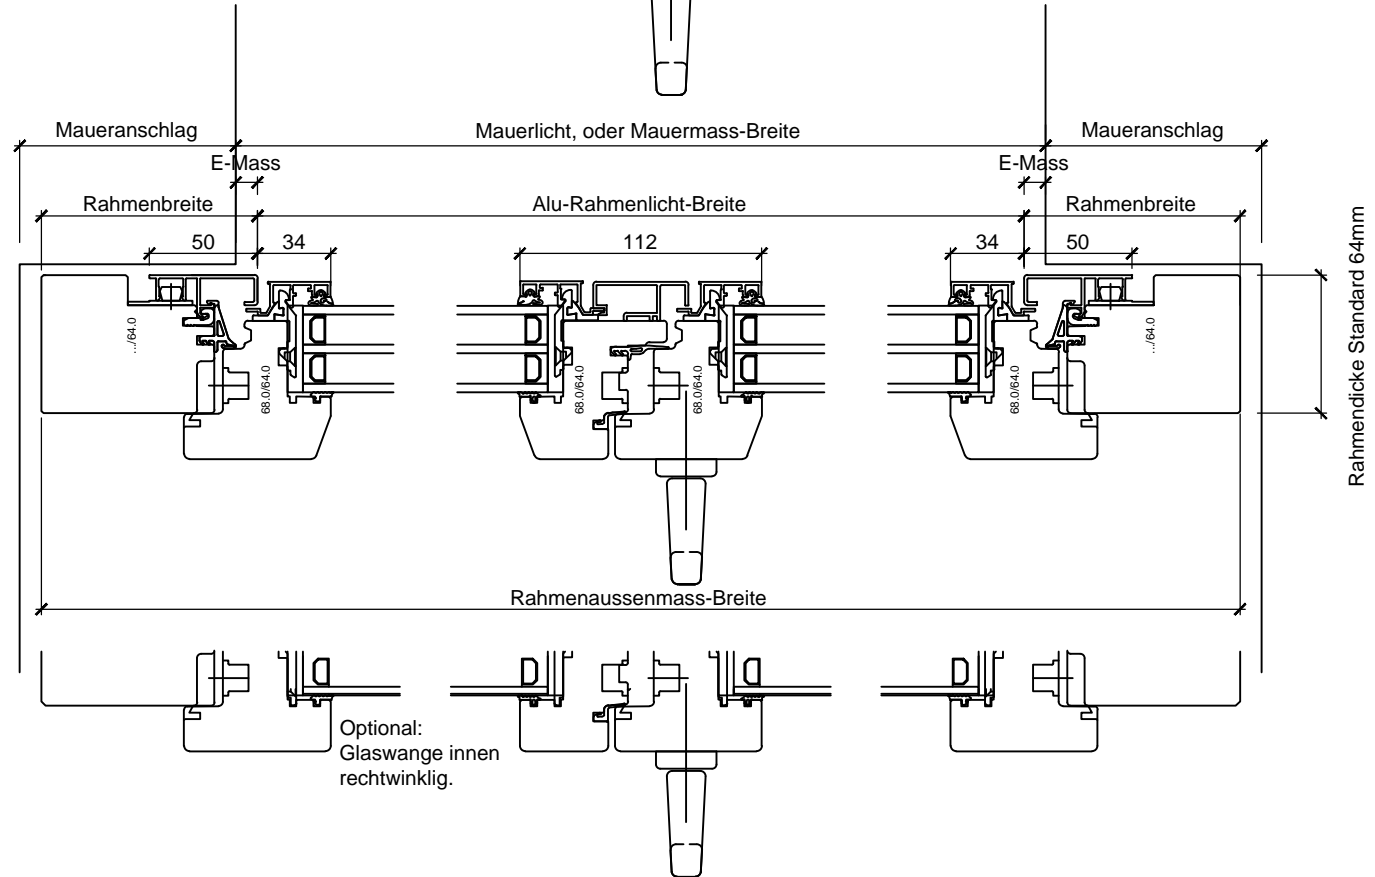 Maueranschlag
Mauerlicht, oder Mauermass-Breite
Maueranschlag
E-Mass
E-Mass
Rahmenbreite
Alu-Rahmenlicht-Breite
Rahmenbreite
50
34
112
34
50
Rahmendicke Standard 64mm
.../64.0
68.0/64.0
68.0/64.0
68.0/64.0
68.0/64.0
.../64.0
Rahmenaussenmass-Breite
Optional:
Glaswange innen
rechtwinklig.